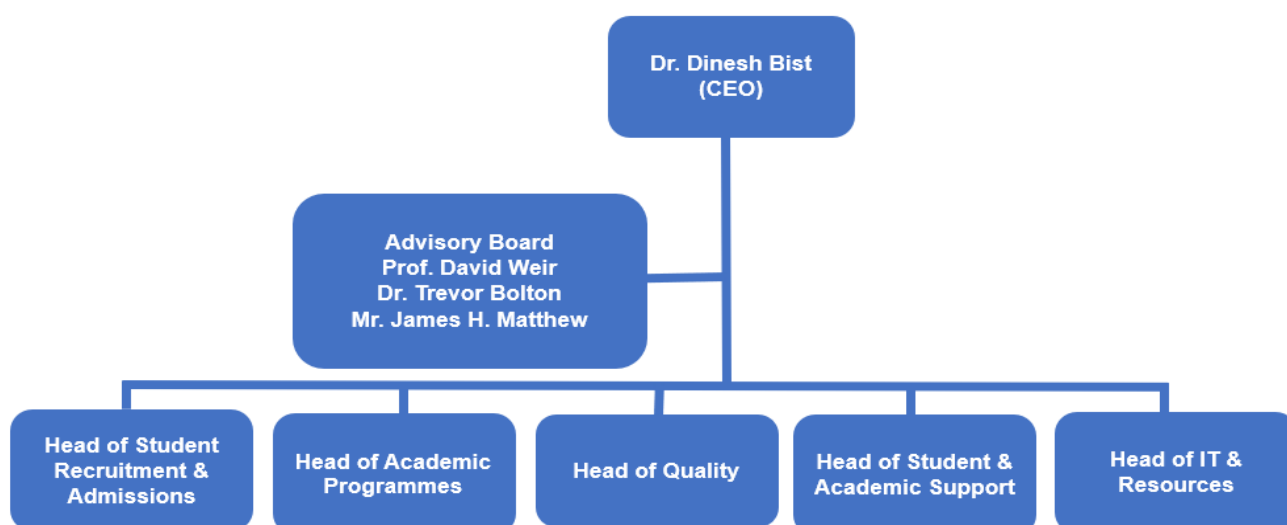 Dr. Dinesh Bist
(CEO)
Advisory Board
Prof. David Weir
Dr. Trevor Bolton
Mr. James H. Matthew
Head of Student
Recruitment &
Admissions
Head of Academic
Programmes
Head of Quality
Head of Student &
Academic Support
Head of IT &
Resources